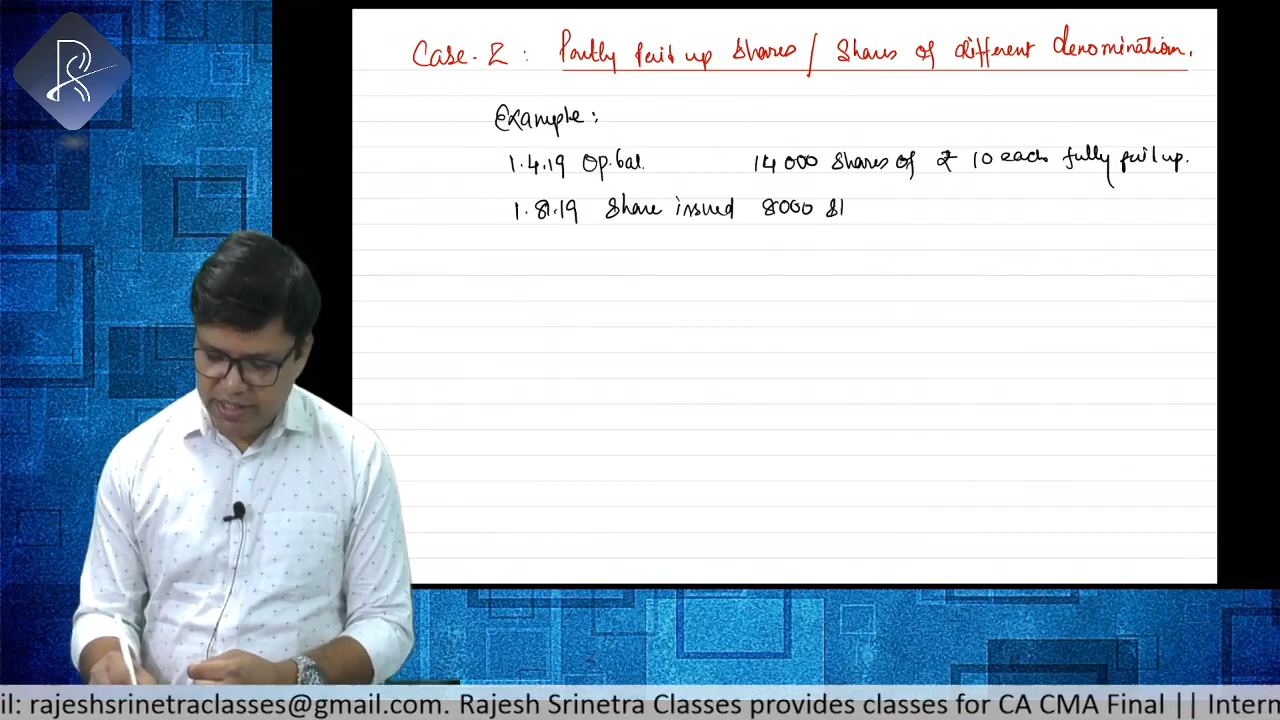 Case-2 : Partly paid up shares / Shares of different denomination.
Example:
1.4.19 Op.bal. 14000 shares of ₹ 10 each fully paid up.
1.8.19 Share issued 8000 sh
il: rajeshsrinetraclasses@gmail.com. Rajesh Srinetra Classes provides classes for CA CMA Final || Intern